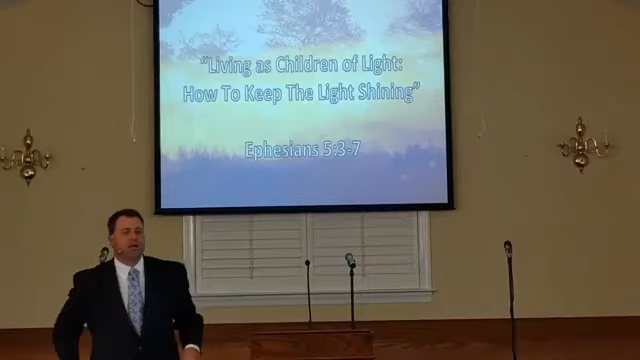 "Living as Children of Light:
How To Keep The Light Shining"
Ephesians 5:3-7